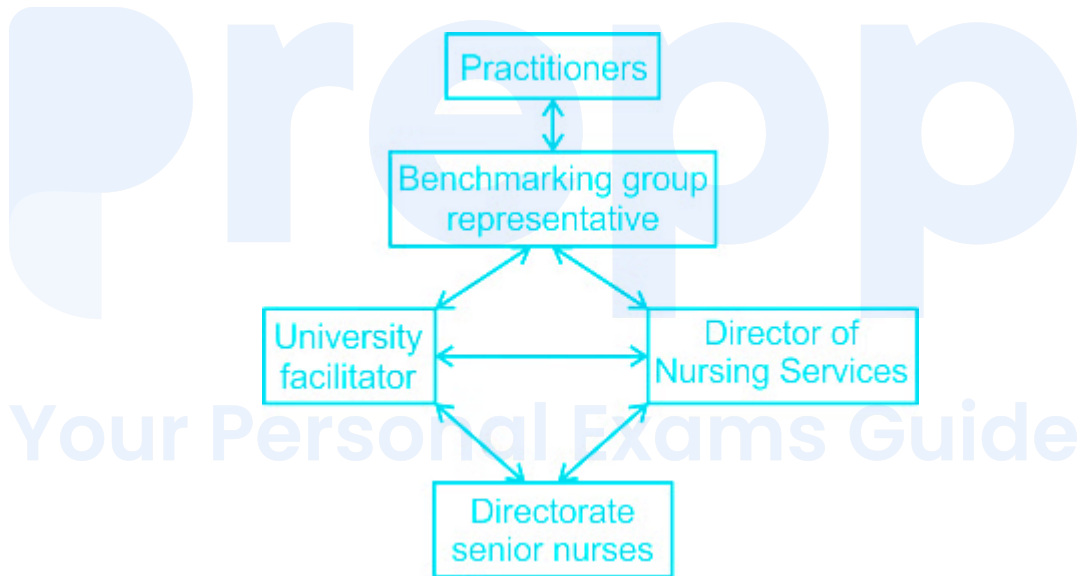 Prepp
Practitioners
Benchmarking group
representative
University
facilitator
Director of
Nursing Services
Your Personal Exams Guide
Directorate
senior nurses